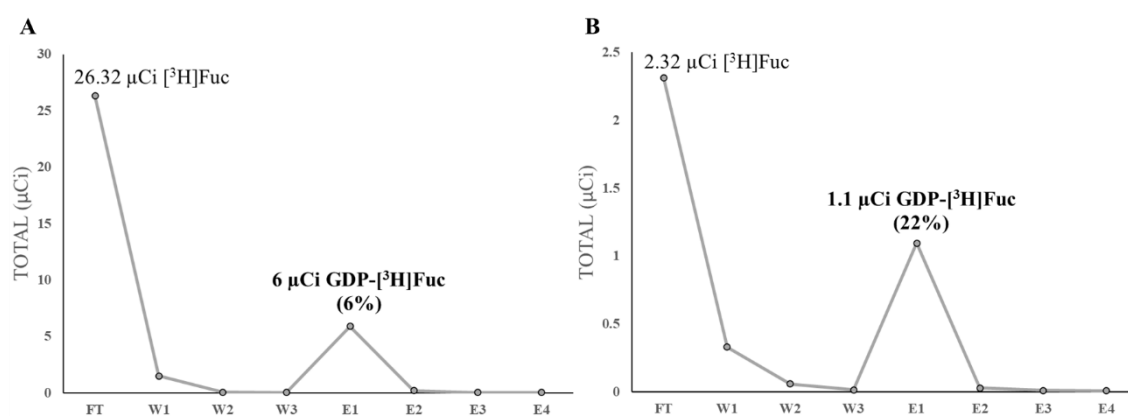 A
TOTAL (µCi)
30
25
20
15
10
5
0
26.32 µCi [³H]Fuc
6 µCi GDP-[³H]Fuc
(6%)
FT W1 W2 W3 E1 E2 E3 E4
B
TOTAL (µCi)
2.5
2
1.5
1
0.5
0
2.32 µCi [³H]Fuc
1.1 µCi GDP-[³H]Fuc
(22%)
FT W1 W2 W3 E1 E2 E3 E4